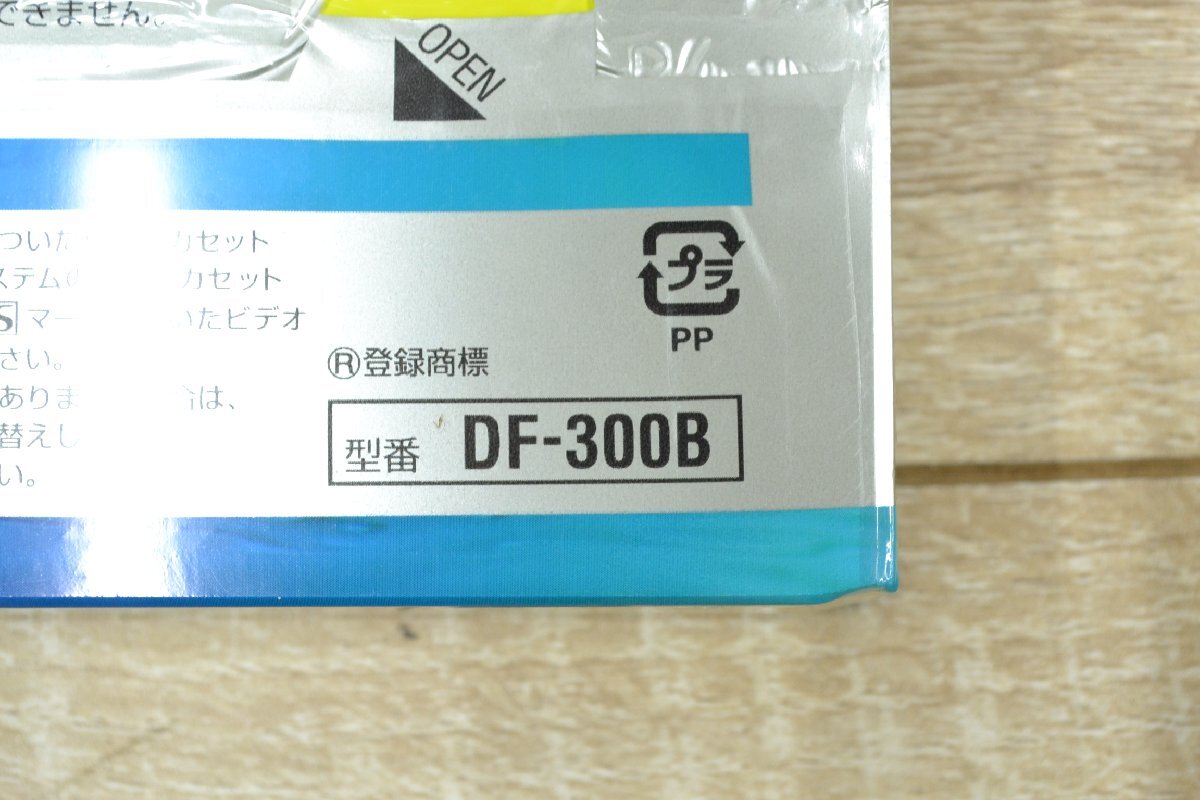 できません。
OPEN
ついた カセット
ステムの カセット
S マー いたビデオ
さい。
ありま 合は、
替えし
い。
プラ
PP
®登録商標
型番 DF-300B